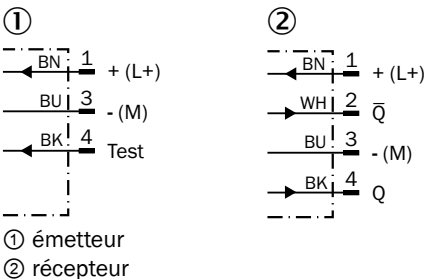 ① ②
BN 1 + (L+)
BU 3 - (M)
BK 4 Test
BN 1 + (L+)
WH 2 Q̅
BU 3 - (M)
BK 4 Q
① émetteur
② récepteur